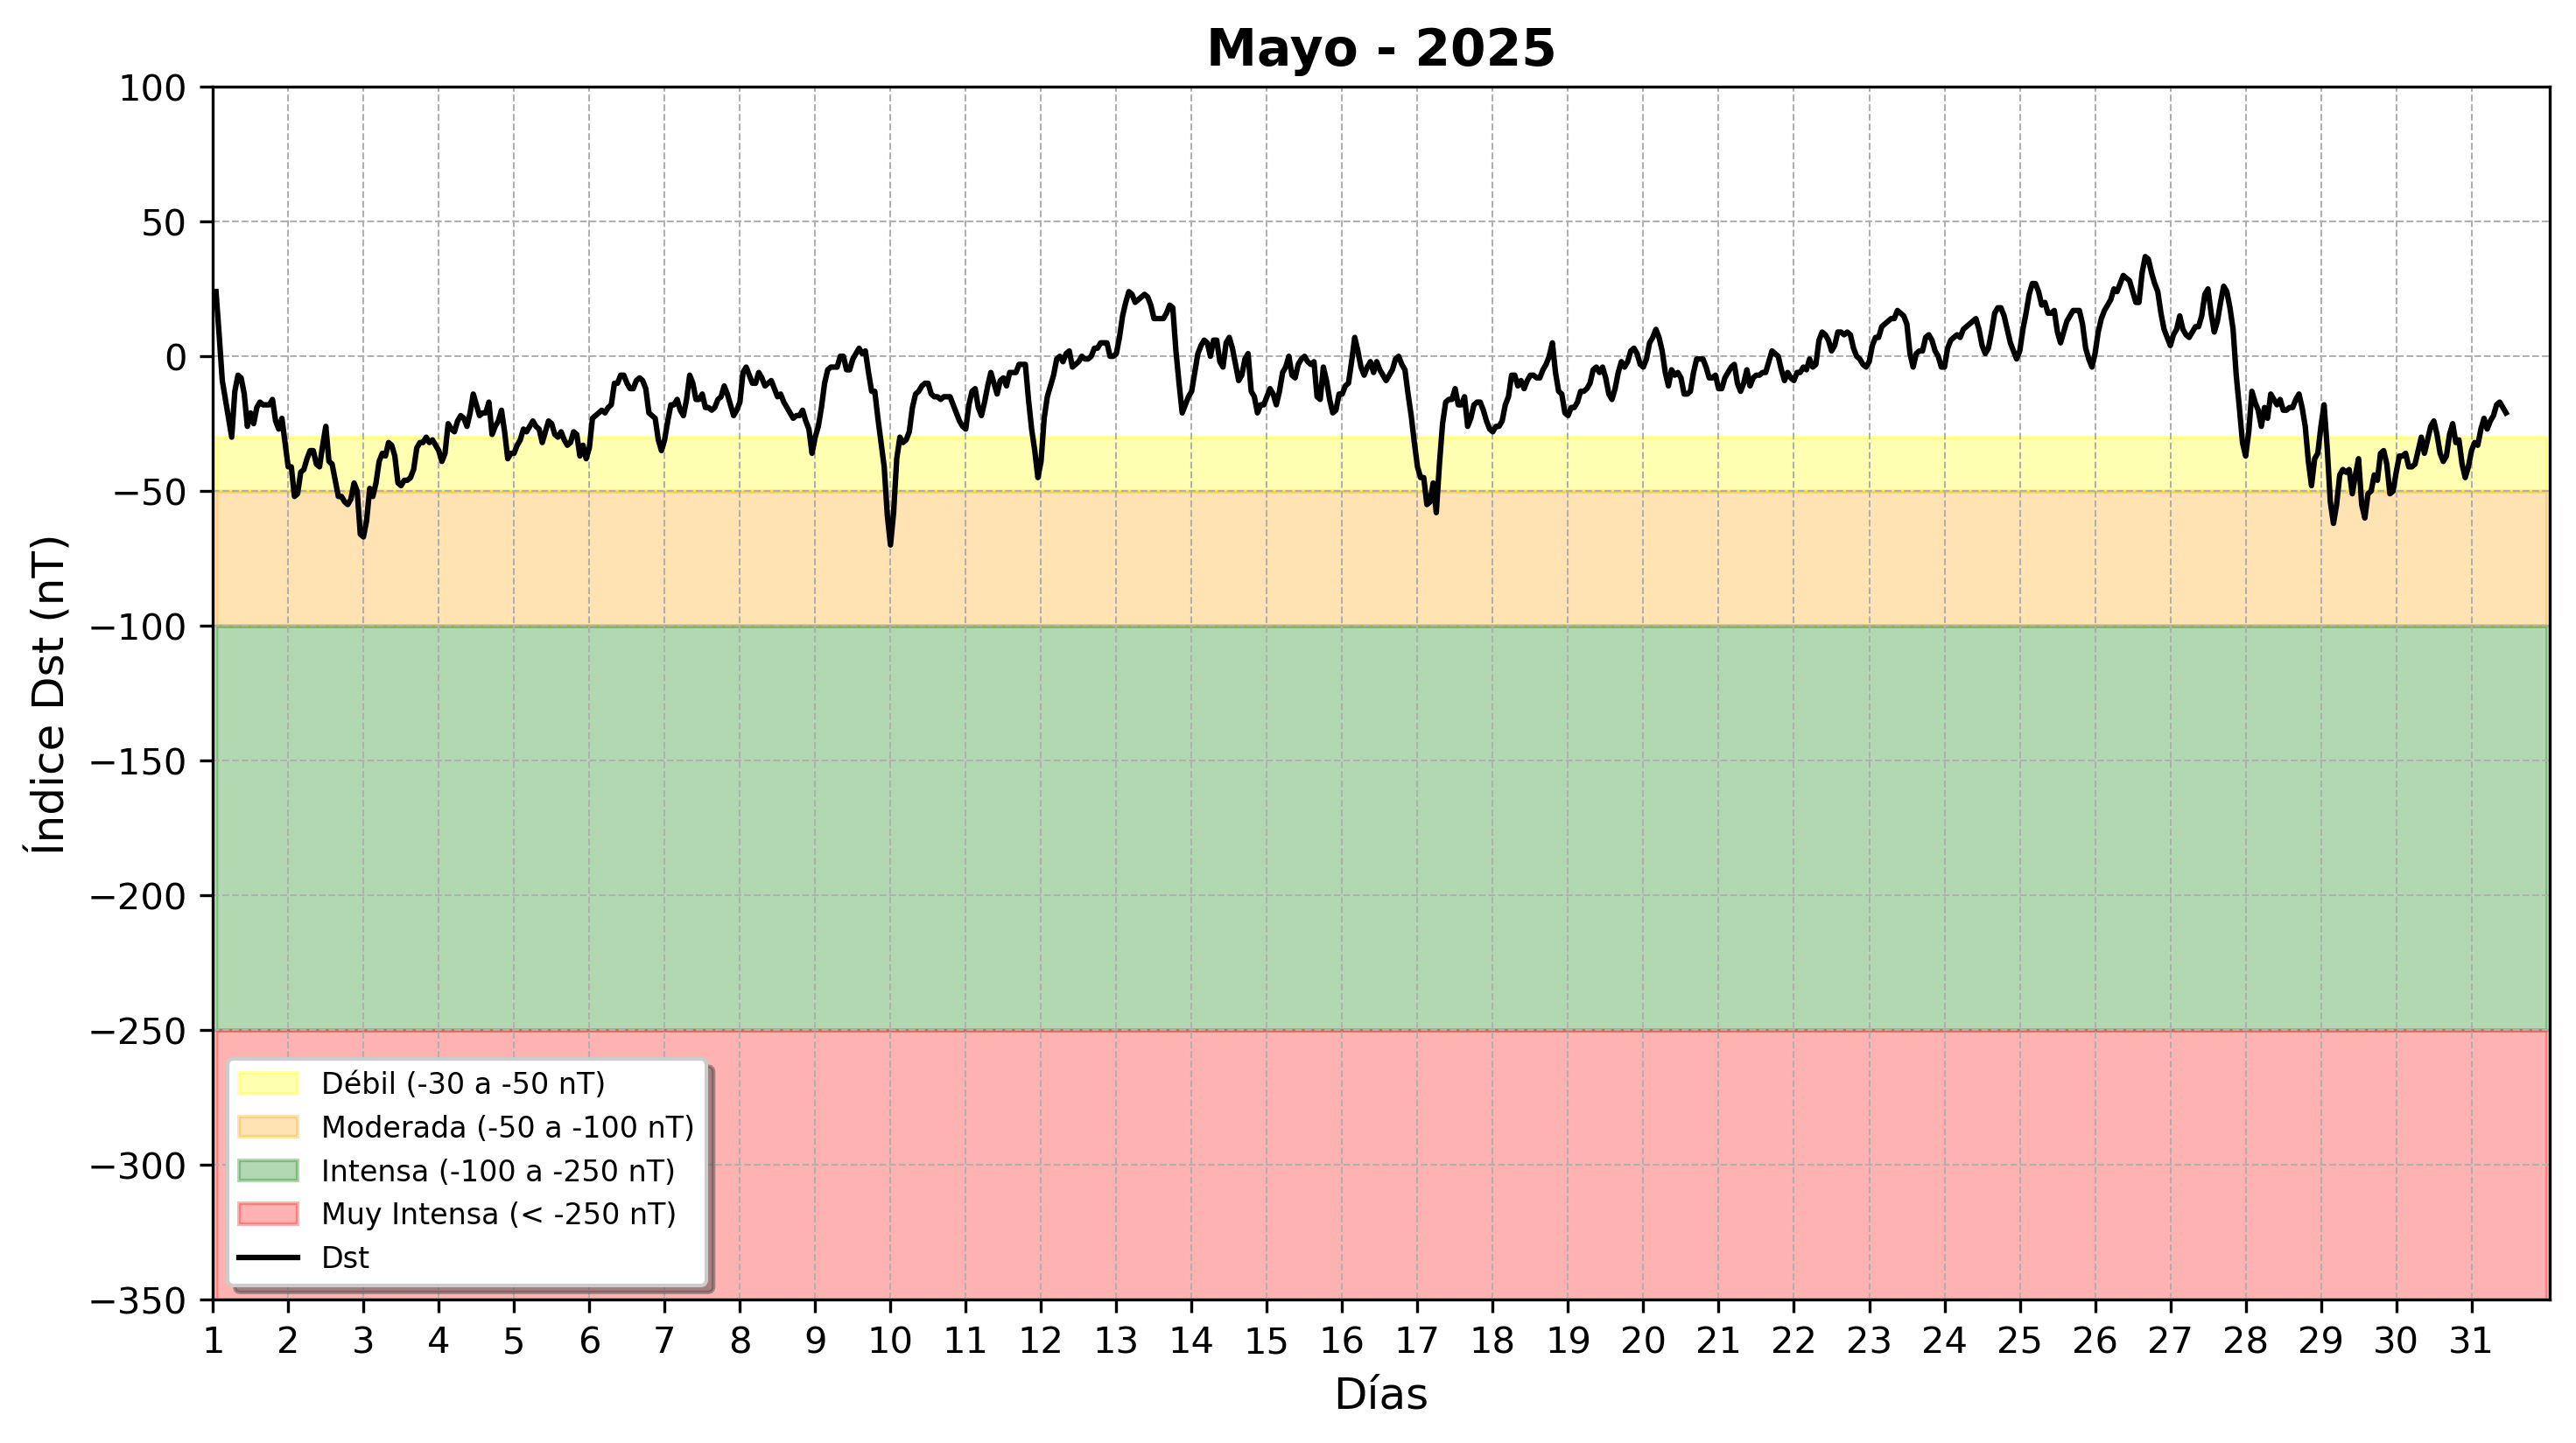 Mayo - 2025
Índice Dst (nT)
100
50
0
−50
−100
−150
−200
−250
−300
−350
Débil (-30 a -50 nT)
Moderada (-50 a -100 nT)
Intensa (-100 a -250 nT)
Muy Intensa (< -250 nT)
Dst
1 2 3 4 5 6 7 8 9 10 11 12 13 14 15 16 17 18 19 20 21 22 23 24 25 26 27 28 29 30 31
Días